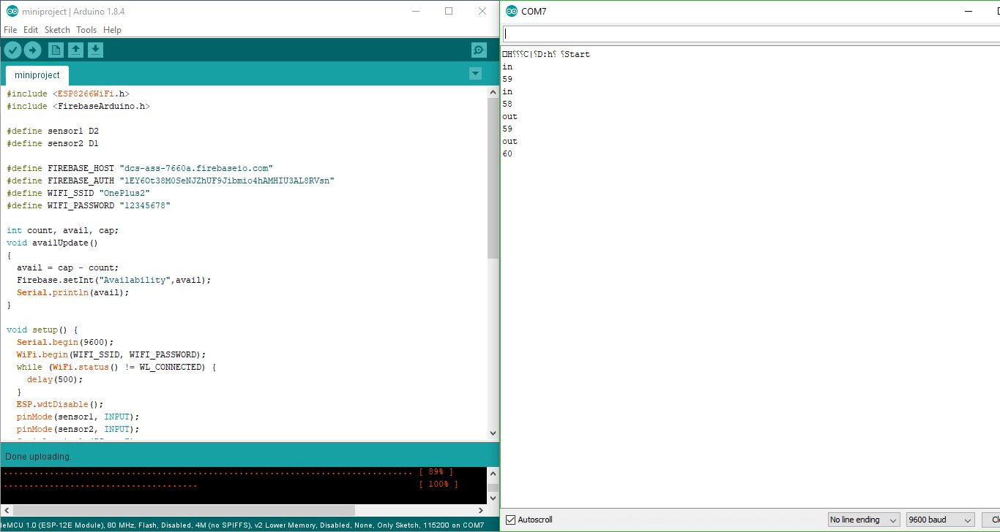 miniproject | Arduino 1.8.4
File Edit Sketch Tools Help
miniproject
#include <ESP8266WiFi.h>
#include <FirebaseArduino.h>
#define sensor1 D2
#define sensor2 D1
#define FIREBASE_HOST "dcs-ass-7660a.firebaseio.com"
#define FIREBASE_AUTH "lEY6Ot38M0SeNJZhUF9Jibmio4hAMHIU3AL8RVsn"
#define WIFI_SSID "OnePlus2"
#define WIFI_PASSWORD "12345678"
int count, avail, cap;
void availUpdate()
{
avail = cap - count;
Firebase.setInt("Availability",avail);
Serial.println(avail);
}
void setup() {
Serial.begin(9600);
WiFi.begin(WIFI_SSID, WIFI_PASSWORD);
while (WiFi.status() != WL_CONNECTED) {
delay(500);
}
ESP.wdtDisable();
pinMode(sensor1, INPUT);
pinMode(sensor2, INPUT);
Done uploading.
................................................................................ [ 89% ]
...................................... [ 100% ]
leMCU 1.0 (ESP-12E Module), 80 MHz, Flash, Disabled, 4M (no SPIFFS), v2 Lower Memory, Disabled, None, Only Sketch, 115200 on COM7
COM7
□H⸮⸮⸮C|⸮D:h⸮ ⸮Start
in
59
in
58
out
59
out
60
Autoscroll
No line ending
9600 baud
Cl